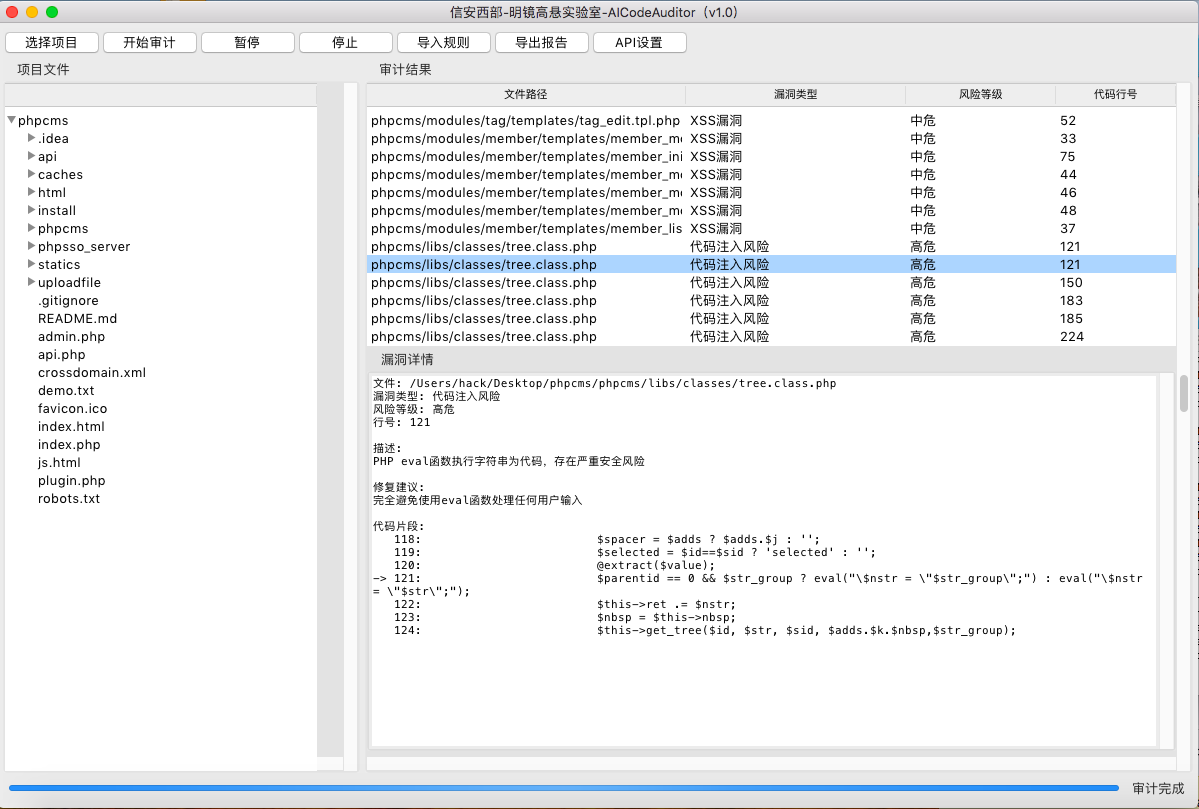 信安西部-明镜高悬实验室-AICodeAuditor（v1.0）
选择项目 开始审计 暂停 停止 导入规则 导出报告 API设置
项目文件
phpcms
.idea
api
caches
html
install
phpcms
phpsso_server
statics
uploadfile
.gitignore
README.md
admin.php
api.php
crossdomain.xml
demo.txt
favicon.ico
index.html
index.php
js.html
plugin.php
robots.txt
审计结果
文件路径 漏洞类型 风险等级 代码行号
phpcms/modules/tag/templates/tag_edit.tpl.php XSS漏洞 中危 52
phpcms/modules/member/templates/member_mo XSS漏洞 中危 33
phpcms/modules/member/templates/member_ini XSS漏洞 中危 75
phpcms/modules/member/templates/member_mo XSS漏洞 中危 44
phpcms/modules/member/templates/member_mo XSS漏洞 中危 46
phpcms/modules/member/templates/member_mo XSS漏洞 中危 48
phpcms/modules/member/templates/member_lis XSS漏洞 中危 37
phpcms/libs/classes/tree.class.php 代码注入风险 高危 121
phpcms/libs/classes/tree.class.php 代码注入风险 高危 121
phpcms/libs/classes/tree.class.php 代码注入风险 高危 150
phpcms/libs/classes/tree.class.php 代码注入风险 高危 183
phpcms/libs/classes/tree.class.php 代码注入风险 高危 185
phpcms/libs/classes/tree.class.php 代码注入风险 高危 224
漏洞详情
文件: /Users/hack/Desktop/phpcms/phpcms/libs/classes/tree.class.php
漏洞类型: 代码注入风险
风险等级: 高危
行号: 121
描述:
PHP eval函数执行字符串为代码，存在严重安全风险
修复建议:
完全避免使用eval函数处理任何用户输入
代码片段:
118: $spacer = $adds ? $adds.$j : '';
119: $selected = $id==$sid ? 'selected' : '';
120: @extract($value);
-> 121: $parentid == 0 && $str_group ? eval("\$nstr = \"$str_group\";") : eval("\$nstr
= \"$str\";");
122: $this->ret .= $nstr;
123: $nbsp = $this->nbsp;
124: $this->get_tree($id, $str, $sid, $adds.$k.$nbsp,$str_group);
审计完成